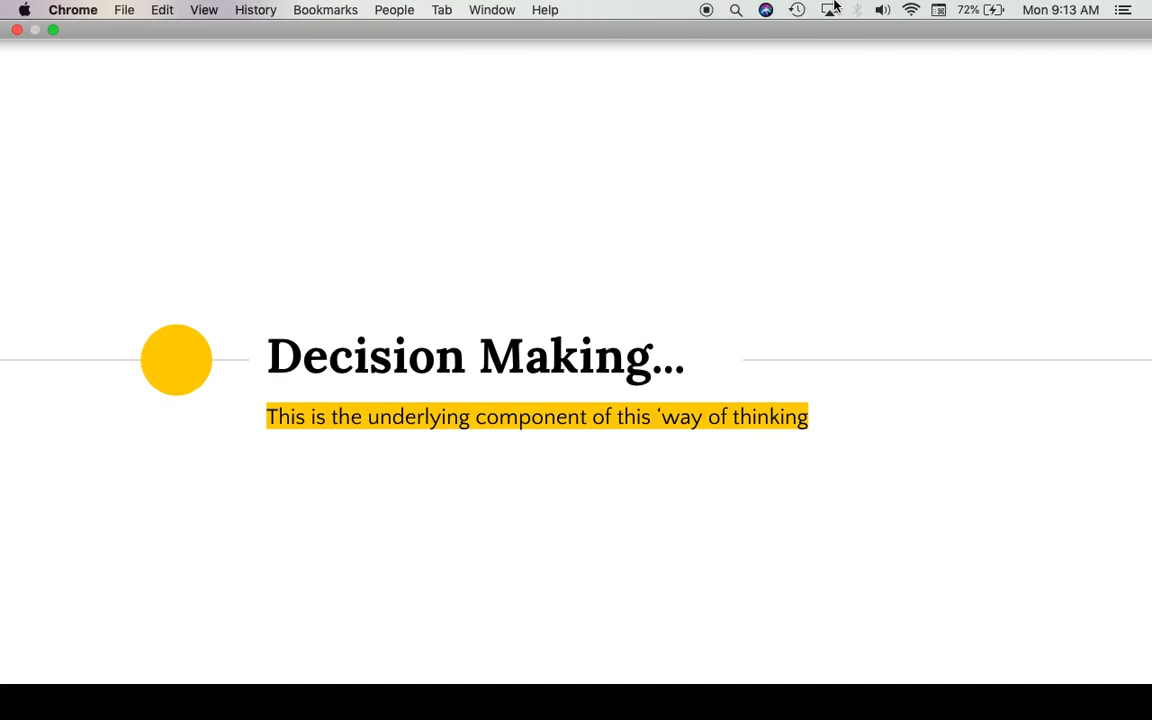 Chrome File Edit View History Bookmarks People Tab Window Help 72% Mon 9:13 AM
Decision Making...
This is the underlying component of this ‘way of thinking